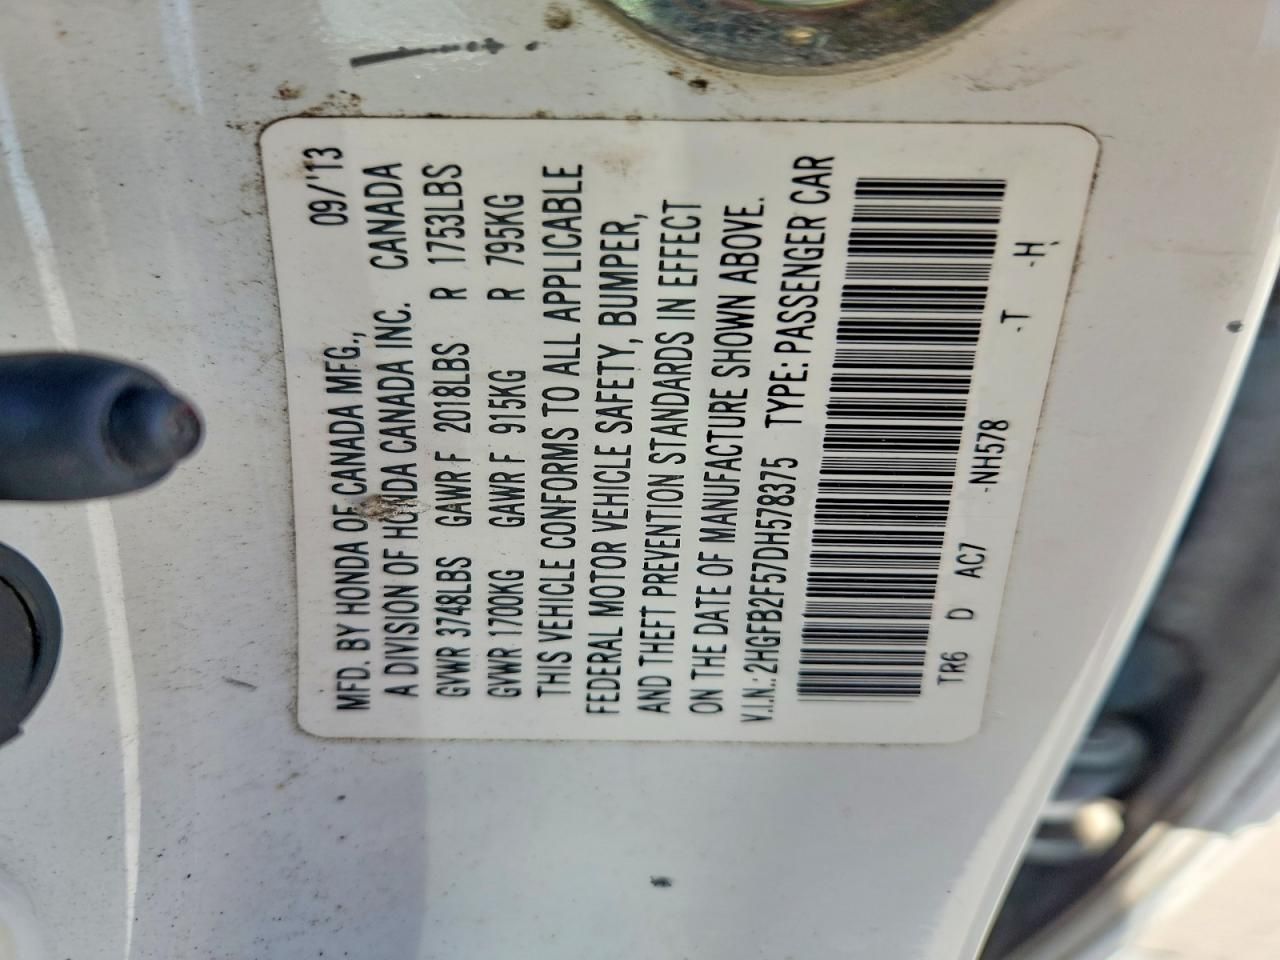 09/'13
MFD. BY HONDA OF CANADA MFG.,
A DIVISION OF HONDA CANADA INC. CANADA
GVWR 3748LBS GAWR F 2018LBS R 1753LBS
GVWR 1700KG GAWR F 915KG R 795KG
THIS VEHICLE CONFORMS TO ALL APPLICABLE
FEDERAL MOTOR VEHICLE SAFETY, BUMPER,
AND THEFT PREVENTION STANDARDS IN EFFECT
ON THE DATE OF MANUFACTURE SHOWN ABOVE.
V.I.N.: 2HGFB2F57DH578375 TYPE: PASSENGER CAR
TR6 D AC7 -NH578 -T -H